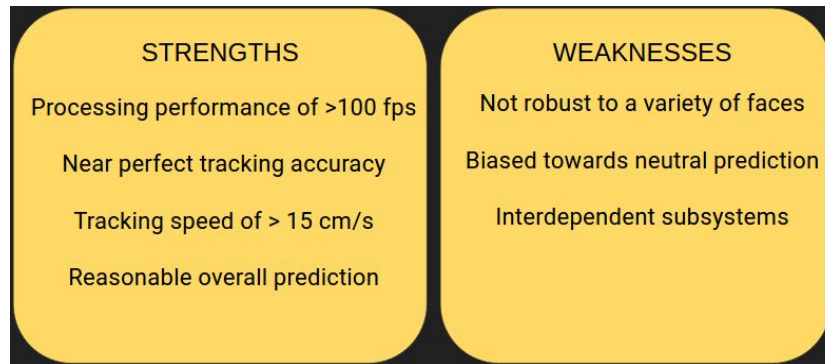 STRENGTHS
Processing performance of >100 fps
Near perfect tracking accuracy
Tracking speed of > 15 cm/s
Reasonable overall prediction
WEAKNESSES
Not robust to a variety of faces
Biased towards neutral prediction
Interdependent subsystems